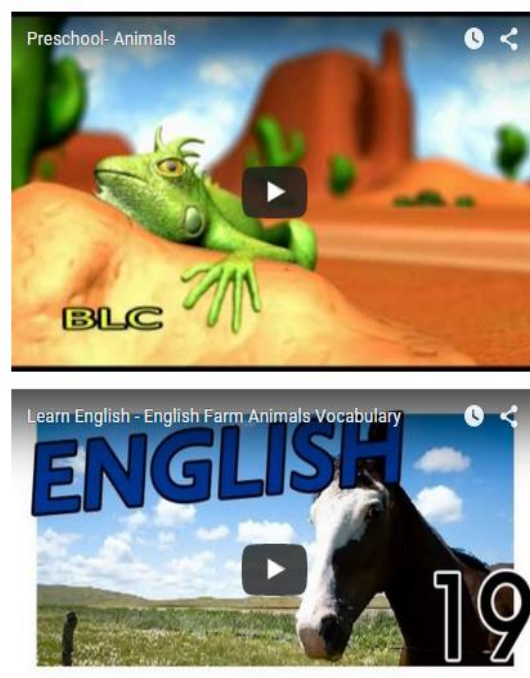 Preschool- Animals
BLC
Learn English - English Farm Animals Vocabulary
ENGLISH
19